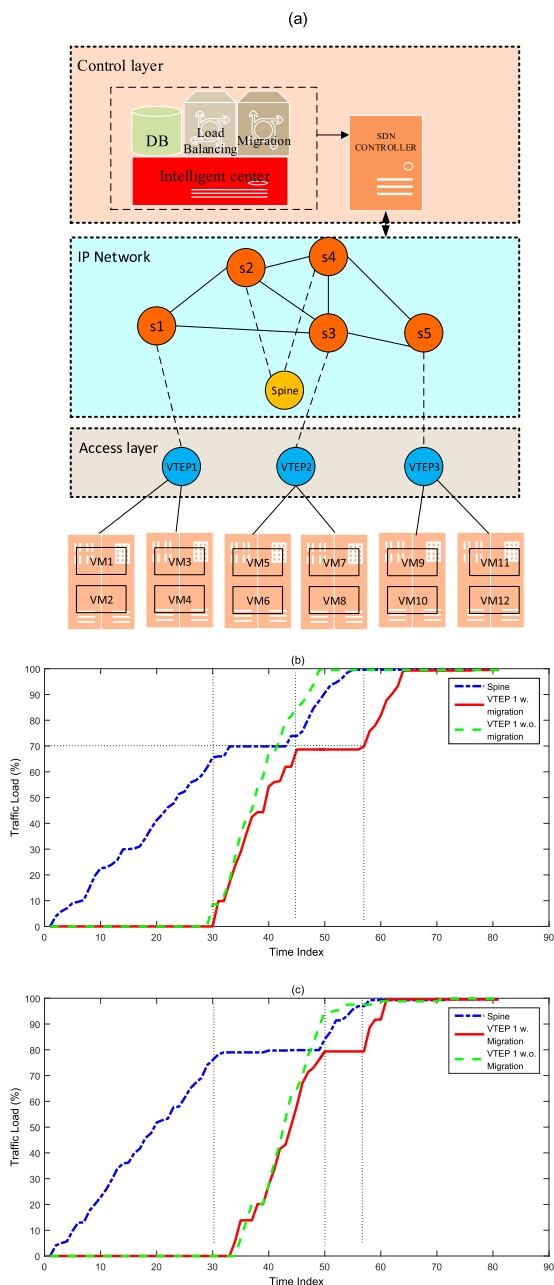 (a)
Control layer
DB
Load
Balancing
Migration
Intelligent center
SDN
CONTROLLER
IP Network
s2
s4
s1
s3
s5
Spine
Access layer
VTEP1
VTEP2
VTEP3
VM1
VM3
VM5
VM7
VM9
VM11
VM2
VM4
VM6
VM8
VM10
VM12
(b)
100
90
80
70
60
50
40
30
20
10
0
Traffic Load (%)
Spine
VTEP 1 w.
migration
VTEP 1 w.o.
migration
0 10 20 30 40 50 60 70 80 90
Time Index
(c)
100
90
80
70
60
50
40
30
20
10
0
Traffic Load (%)
Spine
VTEP 1 w.
Migration
VTEP 1 w.o.
Migration
0 10 20 30 40 50 60 70 80 90
Time Index